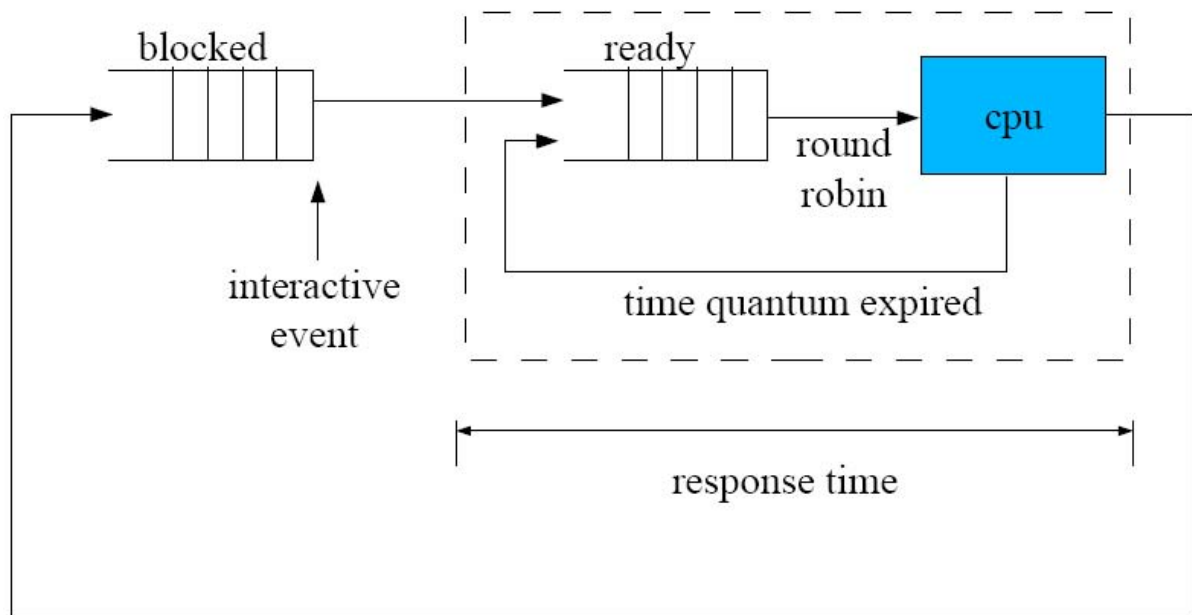 blocked
ready
cpu
round
robin
interactive
event
time quantum expired
response time